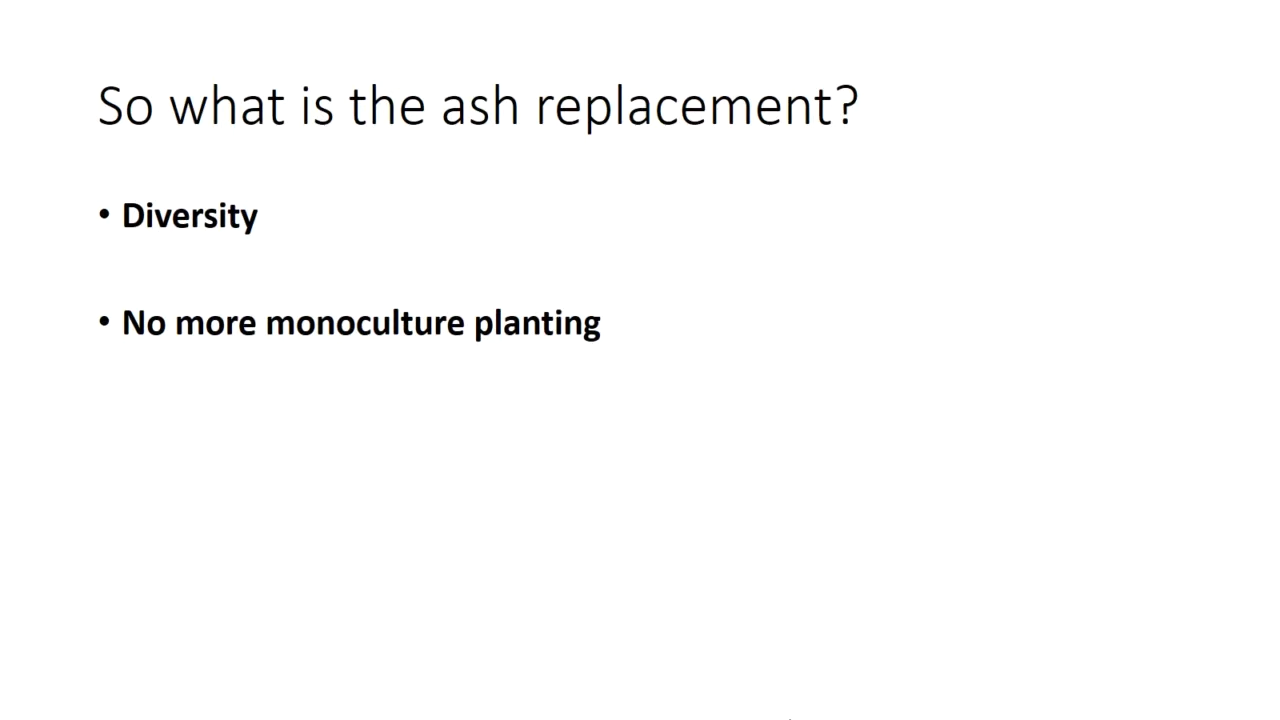 So what is the ash replacement?
• Diversity
• No more monoculture planting